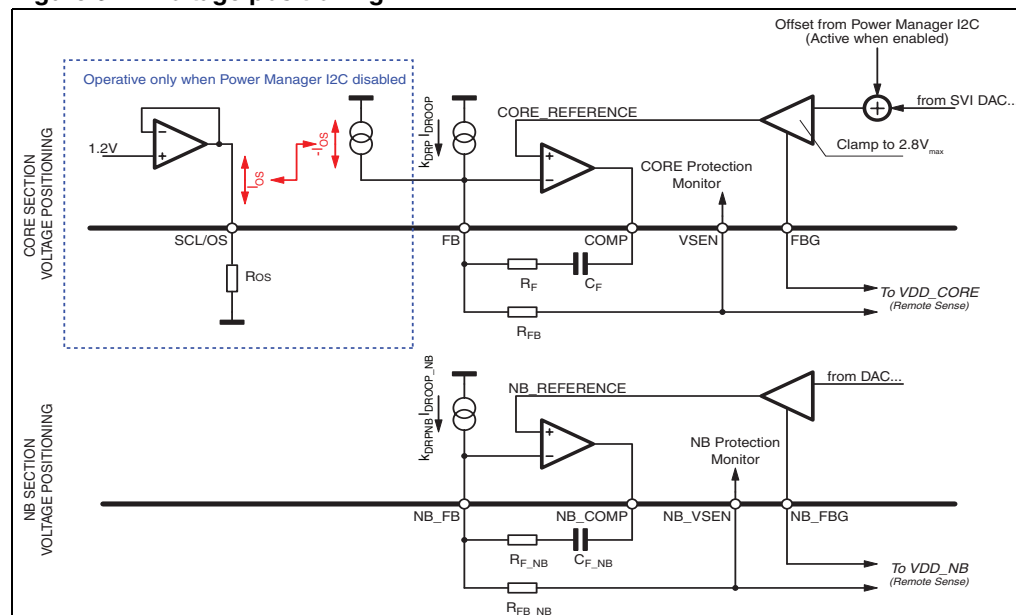 Offset from Power Manager I2C
(Active when enabled)
Operative only when Power Manager I2C disabled
CORE_REFERENCE
from SVI DAC...
1.2V
IOS
-IOS
kDRP IDROOP
Clamp to 2.8Vmax
CORE Protection
Monitor
CORE SECTION
VOLTAGE POSITIONING
SCL/OS
FB
COMP
VSEN
FBG
ROS
RF
CF
To VDD_CORE
(Remote Sense)
RFB
NB_REFERENCE
from DAC...
kDRPNB IDROOP_NB
NB Protection
Monitor
NB SECTION
VOLTAGE POSITIONING
NB_FB
NB_COMP
NB_VSEN
NB_FBG
RF_NB
CF_NB
To VDD_NB
(Remote Sense)
RFB_NB